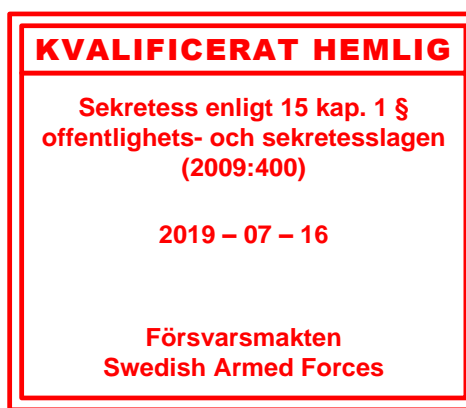 KVALIFICERAT HEMLIG
Sekretess enligt 15 kap. 1 §
offentlighets- och sekretesslagen
(2009:400)
2019 – 07 – 16
Försvarsmakten
Swedish Armed Forces